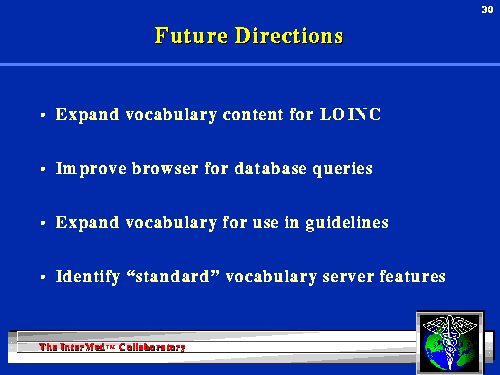 30
Future Directions
• Expand vocabulary content for LOINC
• Improve browser for database queries
• Expand vocabulary for use in guidelines
• Identify “standard” vocabulary server features
The InterMed™ Collaboratory